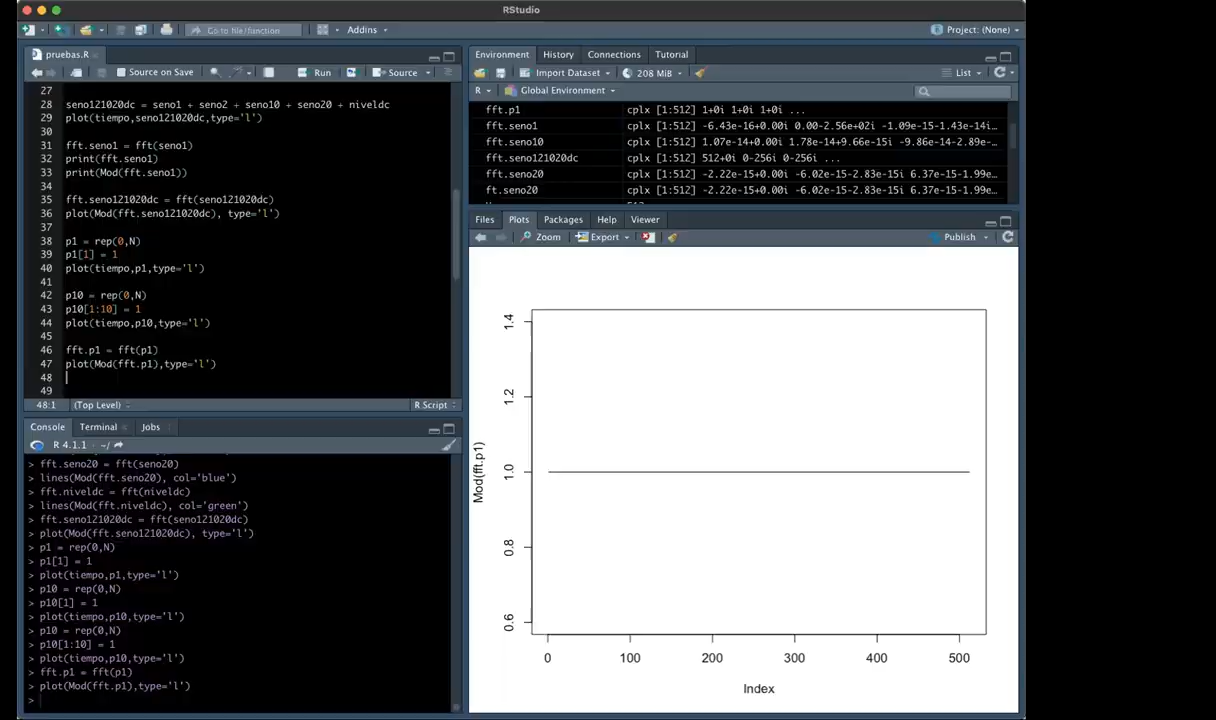 RStudio
Go to file/function
Addins
Project: (None)
pruebas.R
Source on Save
Run
Source
27
28 seno121020dc = seno1 + seno2 + seno10 + seno20 + niveldc
29 plot(tiempo,seno121020dc,type='l')
30
31 fft.seno1 = fft(seno1)
32 print(fft.seno1)
33 print(Mod(fft.seno1))
34
35 fft.seno121020dc = fft(seno121020dc)
36 plot(Mod(fft.seno121020dc), type='l')
37
38 p1 = rep(0,N)
39 p1[1] = 1
40 plot(tiempo,p1,type='l')
41
42 p10 = rep(0,N)
43 p10[1:10] = 1
44 plot(tiempo,p10,type='l')
45
46 fft.p1 = fft(p1)
47 plot(Mod(fft.p1),type='l')
48
49
48:1 (Top Level)
R Script
Console Terminal Jobs
R 4.1.1 · ~/
> fft.seno20 = fft(seno20)
> lines(Mod(fft.seno20), col='blue')
> fft.niveldc = fft(niveldc)
> lines(Mod(fft.niveldc), col='green')
> fft.seno121020dc = fft(seno121020dc)
> plot(Mod(fft.seno121020dc), type='l')
> p1 = rep(0,N)
> p1[1] = 1
> plot(tiempo,p1,type='l')
> p10 = rep(0,N)
> p10[1] = 1
> plot(tiempo,p10,type='l')
> p10 = rep(0,N)
> p10[1:10] = 1
> plot(tiempo,p10,type='l')
> fft.p1 = fft(p1)
> plot(Mod(fft.p1),type='l')
>
Environment History Connections Tutorial
Import Dataset
208 MiB
List
R
Global Environment
fft.p1 cplx [1:512] 1+0i 1+0i 1+0i ...
fft.seno1 cplx [1:512] -6.43e-16+0.00i 0.00-2.56e+02i -1.09e-15-1.43e-14i…
fft.seno10 cplx [1:512] 1.07e-14+0.00i 1.78e-14+9.66e-15i -9.86e-14-2.89e-…
fft.seno121020dc cplx [1:512] 512+0i 0-256i 0-256i ...
fft.seno20 cplx [1:512] -2.22e-15+0.00i -6.02e-15-2.83e-15i 6.37e-15-1.99e…
ft.seno20 cplx [1:512] -2.22e-15+0.00i -6.02e-15-2.83e-15i 6.37e-15-1.99e…
Files Plots Packages Help Viewer
Zoom
Export
Publish
Mod(fft.p1)
1.4
1.2
1.0
0.8
0.6
0 100 200 300 400 500
Index